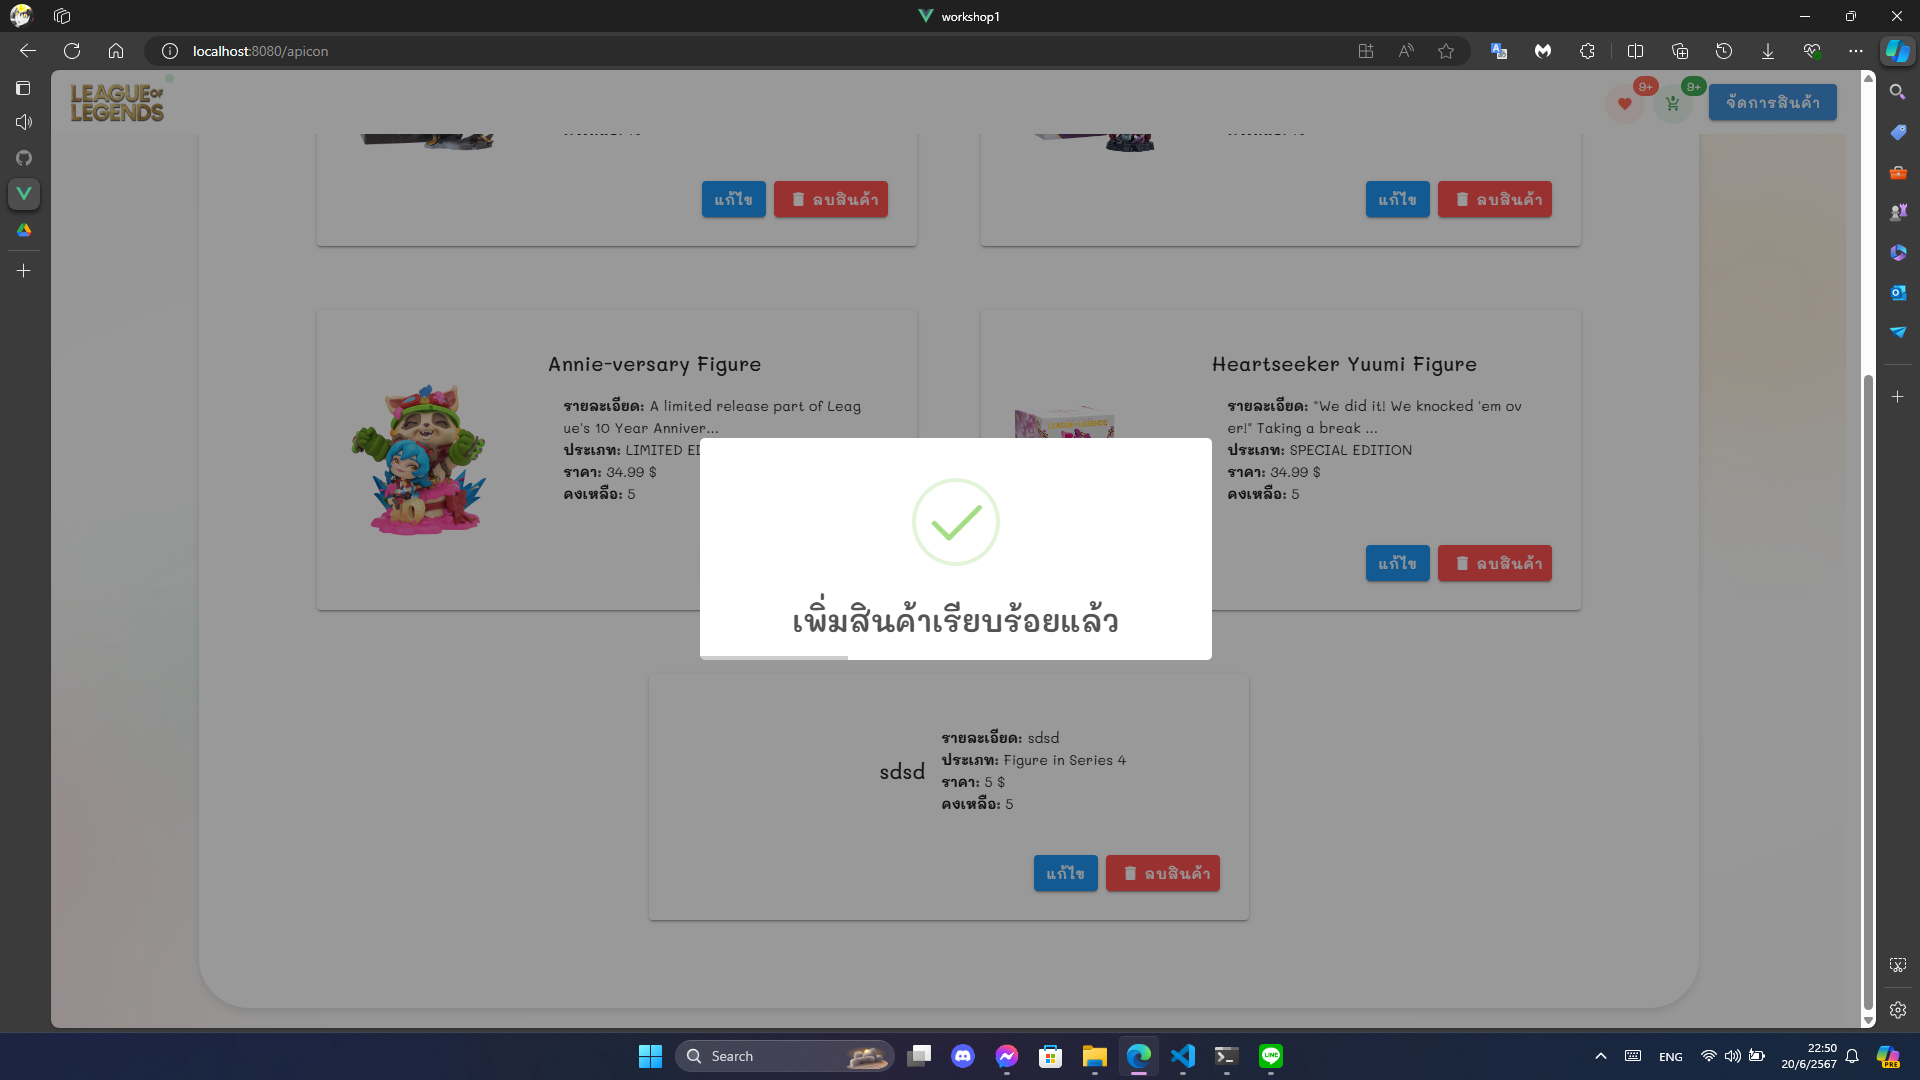 workshop1
localhost:8080/apicon
LEAGUE OF
LEGENDS
9+
9+
จัดการสินค้า
แก้ไข
ลบสินค้า
แก้ไข
ลบสินค้า
Annie-versary Figure
รายละเอียด: A limited release part of Leag
ue's 10 Year Anniver...
ประเภท: LIMITED ED
ราคา: 34.99 $
คงเหลือ: 5
Heartseeker Yuumi Figure
รายละเอียด: "We did it! We knocked 'em ov
er!" Taking a break ...
ประเภท: SPECIAL EDITION
ราคา: 34.99 $
คงเหลือ: 5
แก้ไข
ลบสินค้า
เพิ่มสินค้าเรียบร้อยแล้ว
sdsd
รายละเอียด: sdsd
ประเภท: Figure in Series 4
ราคา: 5 $
คงเหลือ: 5
แก้ไข
ลบสินค้า
Search
ENG
22:50
20/6/2567